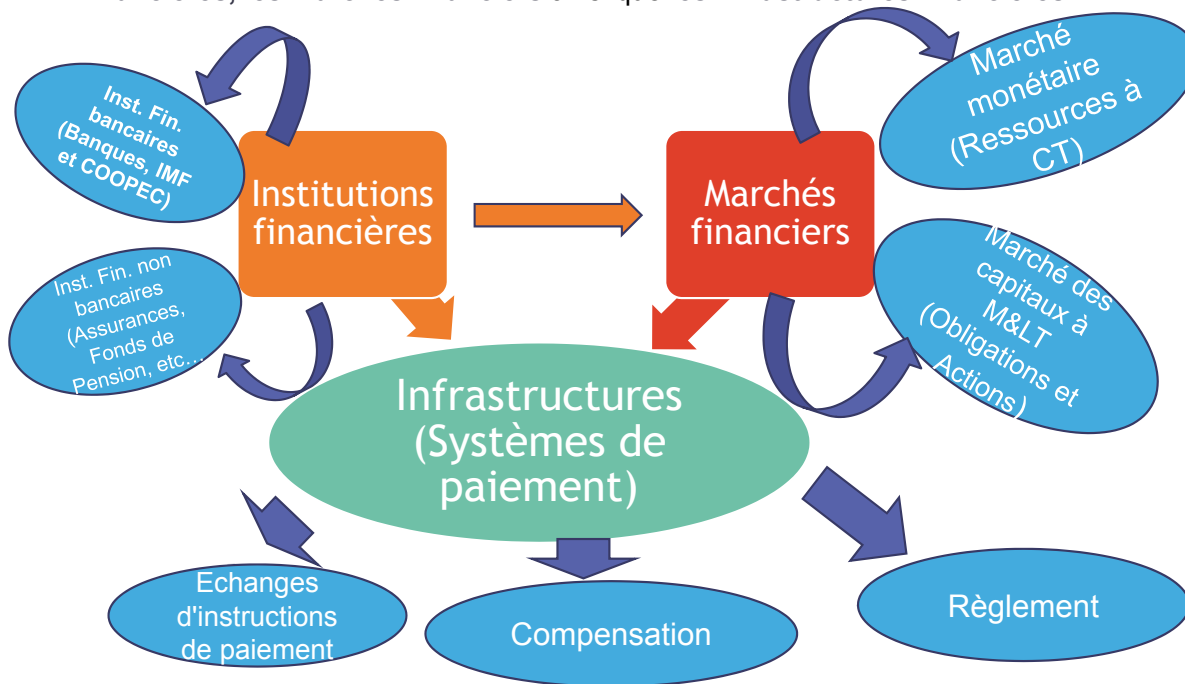 Inst. Fin.
bancaires
(Banques, IMF
et COOPEC)
Institutions
financières
Marchés
financiers
Marché
monétaire
(Ressources à
CT)
Inst. Fin. non
bancaires
(Assurances,
Fonds de
Pension, etc…
Marché des
capitaux à
M&LT
(Obligations et
Actions)
Infrastructures
(Systèmes de
paiement)
Echanges
d'instructions
de paiement
Compensation
Règlement